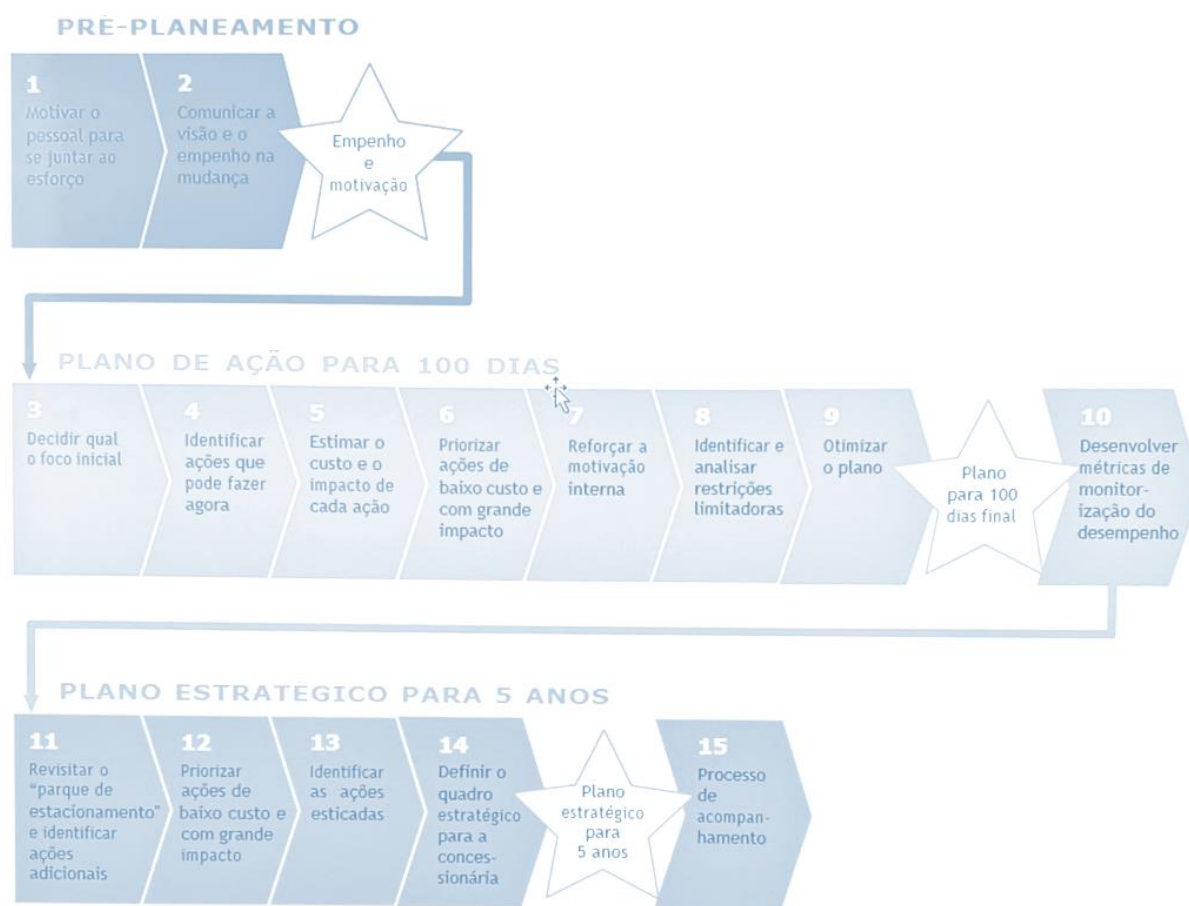 PRÉ-PLANEAMENTO
1
Motivar o
pessoal para
se juntar ao
esforço
2
Comunicar a
visão e o
empenho na
mudança
Empenho
e
motivação
PLANO DE AÇÃO PARA 100 DIAS
3
Decidir qual
o foco inicial
4
Identificar
ações que
pode fazer
agora
5
Estimar o
custo e o
impacto de
cada ação
6
Priorizar
ações de
baixo custo e
com grande
impacto
7
Reforçar a
motivação
interna
8
Identificar e
analisar
restrições
limitadoras
9
Otimizar
o plano
Plano
para 100
dias final
10
Desenvolver
métricas de
monitor-
ização do
desempenho
PLANO ESTRATÉGICO PARA 5 ANOS
11
Revisitar o
"parque de
estacionamento"
e identificar
ações
adicionais
12
Priorizar
ações de
baixo custo e
com grande
impacto
13
Identificar
as ações
esticadas
14
Definir o
quadro
estratégico
para a
conces-
sionária
Plano
estratégico
para
5 anos
15
Processo
de
acompan-
hamento